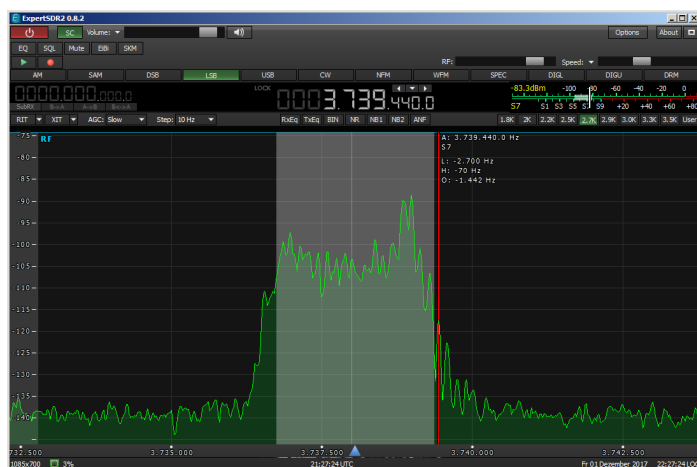 ExpertSDR2 0.8.2
SC Volume: Options About
EQ SQL Mute EiBi SKM
RF: Speed:
AM SAM DSB LSB USB CW NFM WFM SPEC DIGL DIGU DRM
0000.000.000.0 LOCK 0003.739.440.0 -83.3dBm -100 -80 -60 -40 -20 0
SubRX B->A A->B B<->A S7 S1 S3 S5 S7 S9 +20 +40 +60 +80
RIT XIT AGC: Slow Step: 10 Hz RxEq TxEq BIN NR NB1 NB2 ANF 1.8K 2K 2.2K 2.5K 2.7K 2.9K 3.0K 3.3K 3.5K User
-75 RF A: 3.739.440.0 Hz
S7
-80
L: -2.700 Hz
H: -70 Hz
-85
O: -1.442 Hz
-90
-95
-100
-105
-110
-115
-120
-125
-130
-135
-140
732.500 3.735.000 3.737.500 3.740.000 3.742.500
1085x700 3% 21:27:24 UTC Fr 01 Dezember 2017 22:27:24 LOC